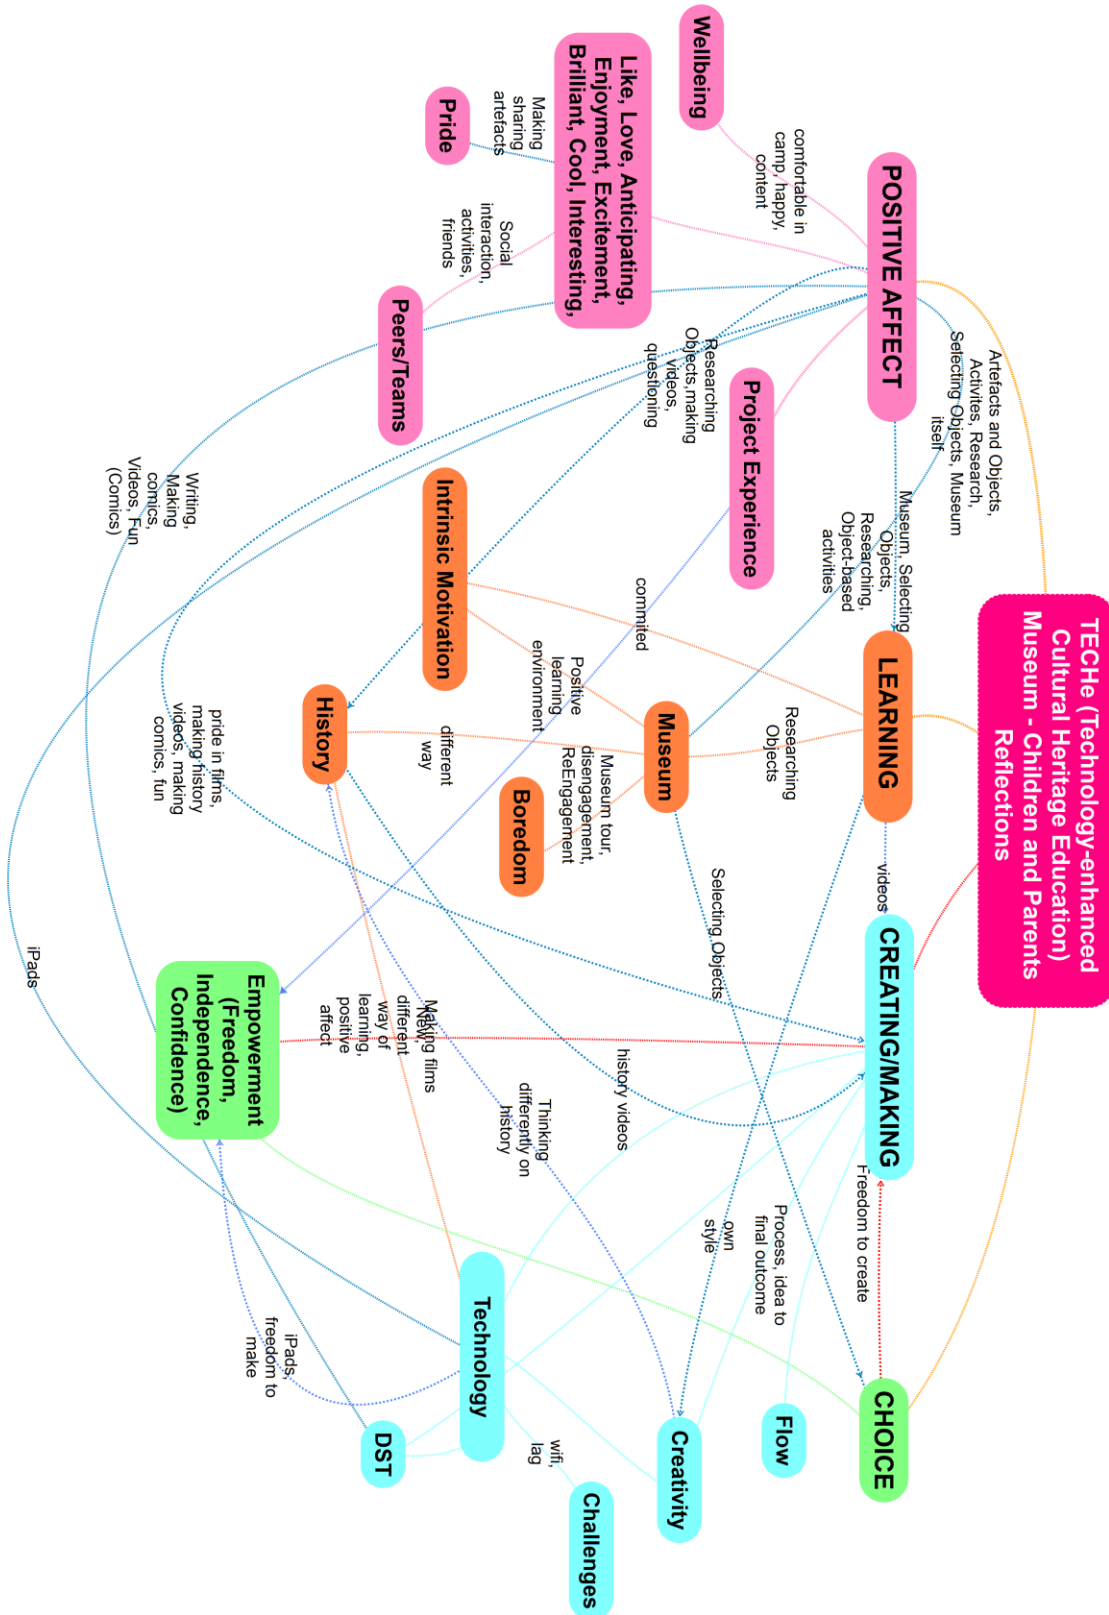 TECHe (Technology-enhanced
Cultural Heritage Education)
Museum - Children and Parents
Reflections
POSITIVE AFFECT
LEARNING
CREATING/MAKING
CHOICE
Artefacts and Objects,
Activites, Research,
Selecting Objects, Museum
itself
Museum, Selecting
Objects,
Researching,
Object-based
activities
videos
Freedom to create
Wellbeing
comfortable in
camp, happy,
content
Like, Love, Anticipating,
Enjoyment, Excitement,
Brilliant, Cool, Interesting,
Making
sharing
artefacts
Pride
Social
interaction,
activities,
friends
Peers/Teams
Project Experience
Researching
Objects,making
videos,
questioning
commited
Intrinsic Motivation
Positive
learning
environment
Researching
Objects
Museum
different
way
History
Museum tour,
disengagement,
ReEngagement
Boredom
Selecting Objects
own
style
Process, idea to
final outcome
Flow
Creativity
history videos
Thinking
differently on
history
Making films
New,
different
way of
learning,
positive
affect
Technology
wifi,
lag
Challenges
DST
iPads,
freedom to
make
Empowerment
(Freedom,
Independence,
Confidence)
pride in films,
making history
videos, making
comics, fun
Writing,
Making
comics,
Videos, Fun
(Comics)
iPads